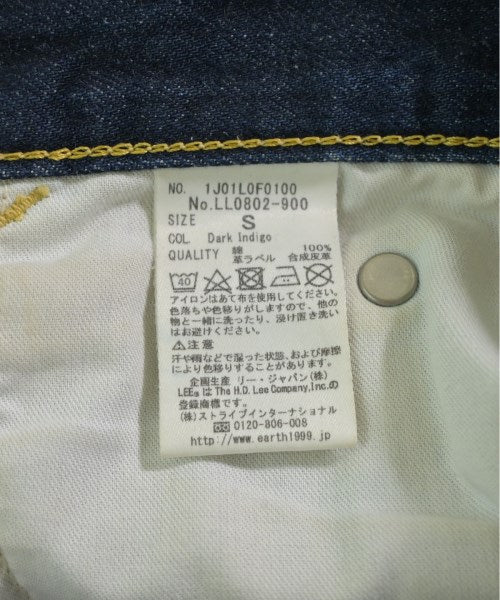 NO. 1J01L0F0100
No.LL0802-900
SIZE S
COL. Dark Indigo
QUALITY 綿 100%
革ラベル 合成皮革
40
アイロンはあて布を使用してください。
色落ちや色移りがしますので、他の
物と一緒に洗ったり、浸け置き洗い
はお避けください。
⚠注意
汗や雨などで湿った状態、および摩擦
により色移りすることがあります。
企画生産 リー・ジャパン(株)
LEE®は The H.D. Lee Company,Inc.の
登録商標です。
(株)ストライプインターナショナル
0120-806-008
http://www.earth1999.jp